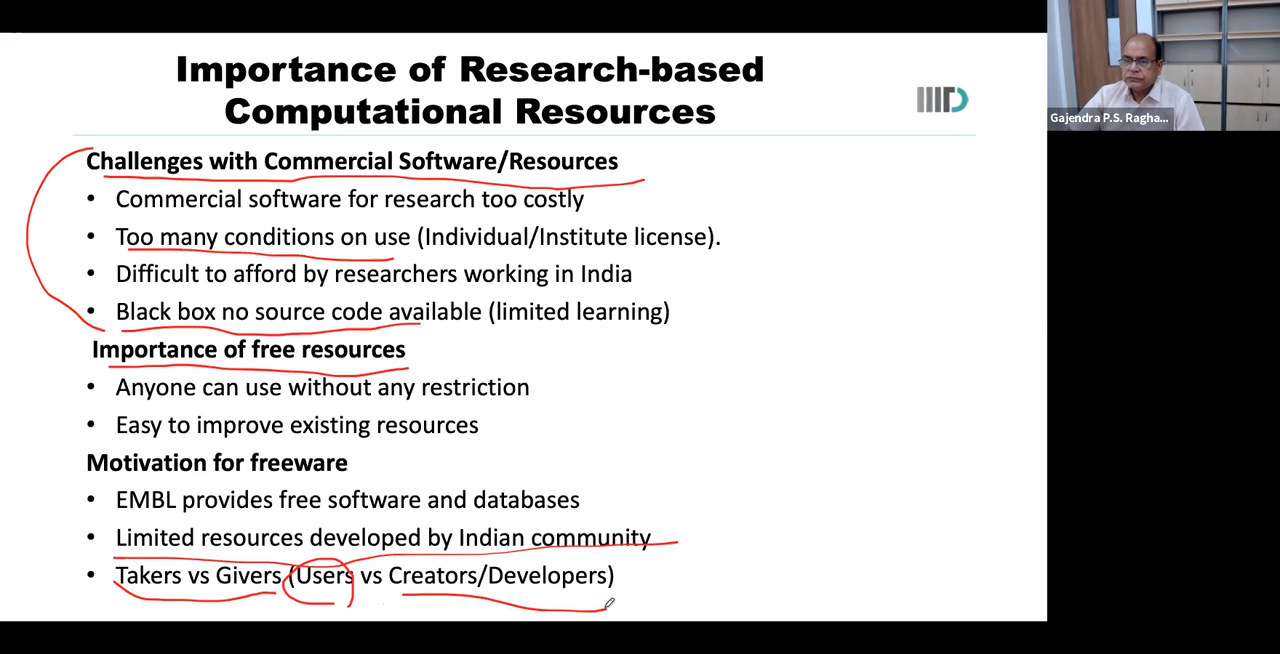 Importance of Research-based
Computational Resources
IIITD
Gajendra P.S. Ragha...
Challenges with Commercial Software/Resources
• Commercial software for research too costly
• Too many conditions on use (Individual/Institute license).
• Difficult to afford by researchers working in India
• Black box no source code available (limited learning)
Importance of free resources
• Anyone can use without any restriction
• Easy to improve existing resources
Motivation for freeware
• EMBL provides free software and databases
• Limited resources developed by Indian community
• Takers vs Givers (Users vs Creators/Developers)